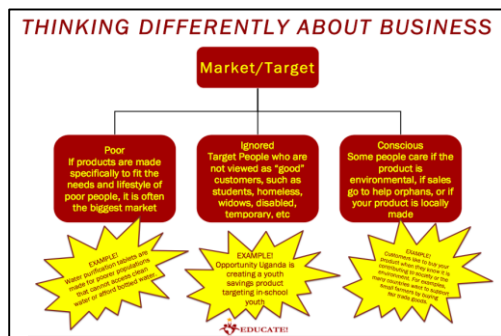 THINKING DIFFERENTLY ABOUT BUSINESS
Market/Target
Poor
If products are made
specifically to fit the
needs and lifestyle of
poor people, it is often
the biggest market
Ignored
Target People who are
not viewed as "good"
customers, such as
students, homeless,
widows, disabled,
temporary, etc
Conscious
Some people care if the
product is
environmental, if sales
go to help orphans, or if
your product is locally
made
EXAMPLE!
Water purification tablets are
made for poorer populations
that cannot access clean
water or afford bottled water
EXAMPLE!
Opportunity Uganda is
creating a youth
savings product
targeting in-school
youth
EXAMPLE!
Customers like to buy your
product when they know it is
contributing to socially or the
environment. For examples,
many countries want to support
small farmers by buying
fair trade goods
EDUCATE!